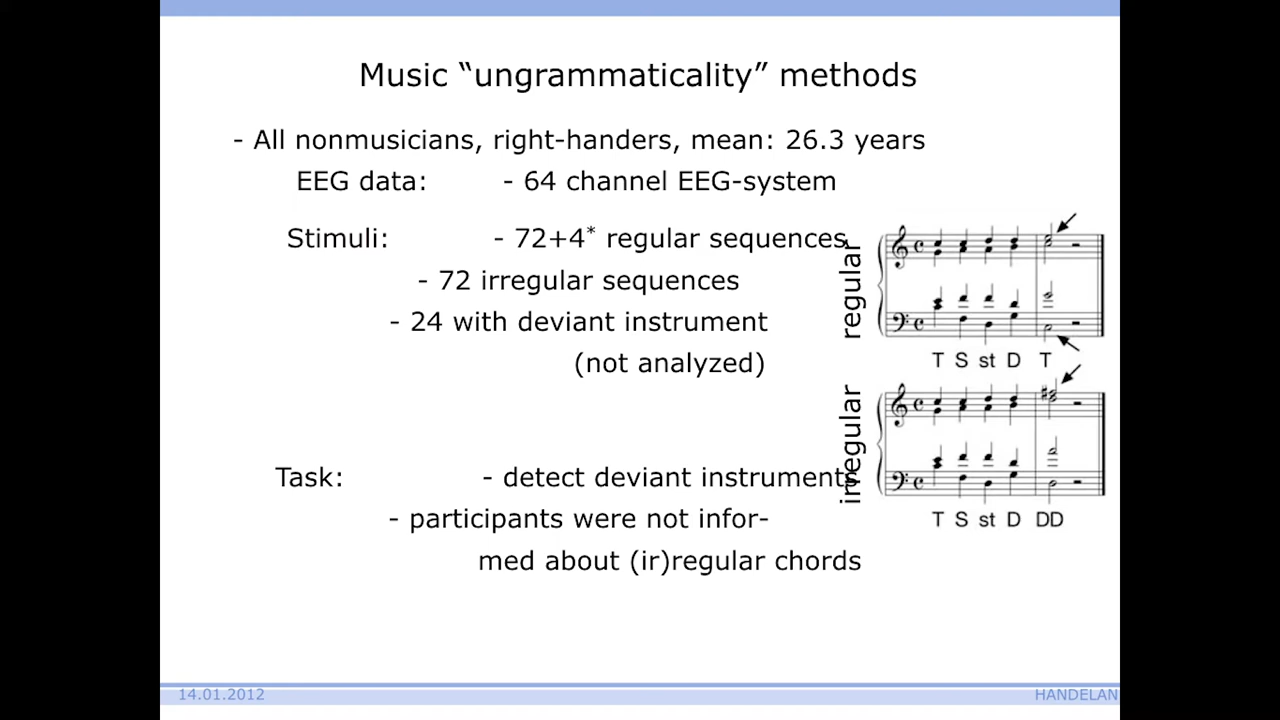 Music “ungrammaticality” methods
- All nonmusicians, right-handers, mean: 26.3 years
EEG data: - 64 channel EEG-system
Stimuli: - 72+4* regular sequences
- 72 irregular sequences
- 24 with deviant instrument
(not analyzed)
regular
T S st D T
Task: - detect deviant instruments
- participants were not infor-
med about (ir)regular chords
irregular
T S st D DD
14.01.2012
HANDELAN